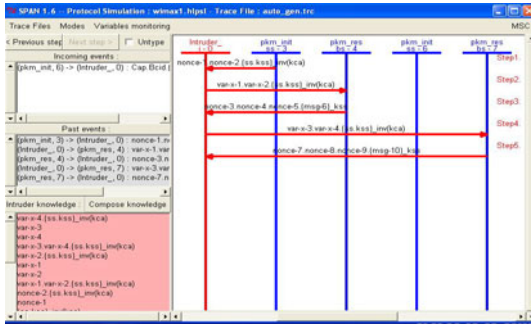 SPAN 1.6 -- Protocol Simulation : wimax1.hlpsl - Trace File : auto_gen.trc
Trace Files Modes Variables monitoring MSC
< Previous step Next step > Untype
Incoming events :
(pkm_init, 6) -> (Intruder_, 0) : Cap.Bcid.(
Past events :
(pkm_init, 3) -> (Intruder_, 0) : nonce-1.n
(Intruder_, 0) -> (pkm_res, 4) : var-x-1.var
(pkm_res, 4) -> (Intruder_, 0) : nonce-3.n
(Intruder_, 0) -> (pkm_res, 7) : var-x-3.var
(pkm_res, 7) -> (Intruder_, 0) : nonce-7.n
Intruder knowledge : Compose knowledge
var-x-4.(ss.kss)_inv(kca)
var-x-3
var-x-4
var-x-3.var-x-4.(ss.kss)_inv(kca)
var-x-2.(ss.kss)_inv(kca)
var-x-1
var-x-2
var-x-1.var-x-2.(ss.kss)_inv(kca)
nonce-2.(ss.kss)_inv(kca)
nonce-1
Intruder_ pkm_init pkm_res pkm_init pkm_res
i - 0 ss - 3 bs - 4 ss - 6 bs - 7
nonce-1.nonce-2.(ss.kss)_inv(kca) Step1.
var-x-1.var-x-2.(ss.kss)_inv(kca) Step2.
nonce-3.nonce-4.nonce-5.(msg-6)_kss Step3.
var-x-3.var-x-4.(ss.kss)_inv(kca) Step4.
nonce-7.nonce-8.nonce-9.(msg-10)_kss Step5.